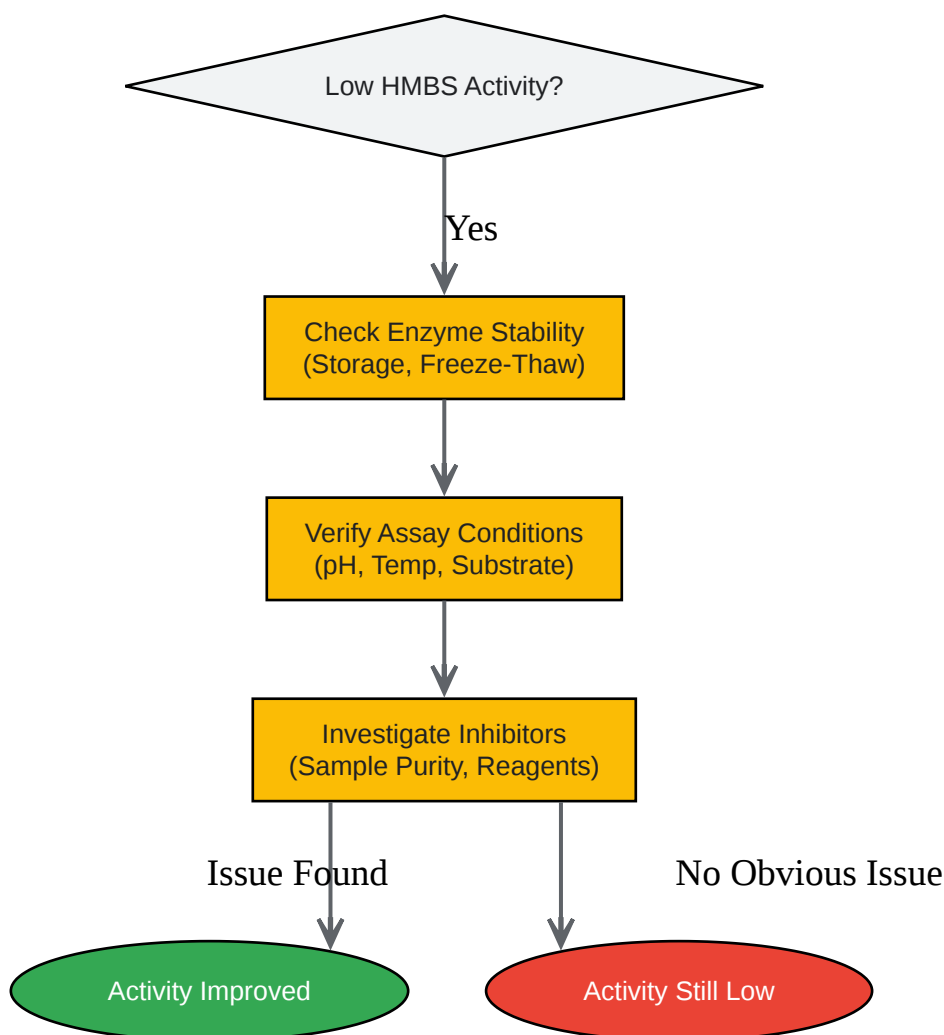 Low HMBS Activity?
Yes
Check Enzyme Stability
(Storage, Freeze-Thaw)
Verify Assay Conditions
(pH, Temp, Substrate)
Investigate Inhibitors
(Sample Purity, Reagents)
Issue Found
No Obvious Issue
Activity Improved
Activity Still Low